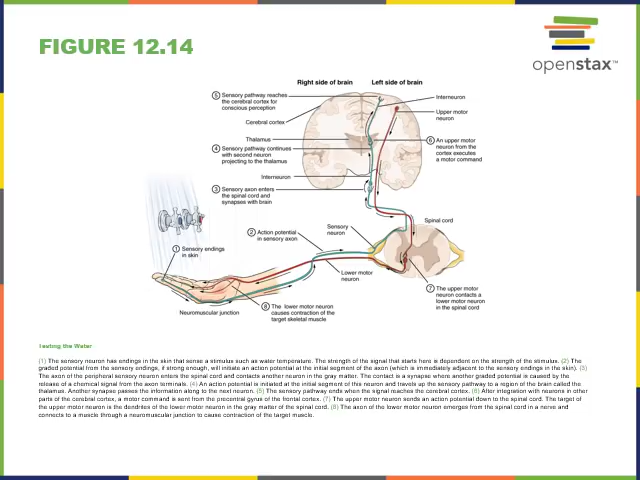 FIGURE 12.14
openstax™
Right side of brain
Left side of brain
5 Sensory pathway reaches
the cerebral cortex for
conscious perception
Cerebral cortex
Thalamus
4 Sensory pathway continues
with second neuron
projecting to the thalamus
Interneuron
3 Sensory axon enters
the spinal cord and
synapses with brain
Interneuron
Upper motor
neuron
6 An upper motor
neuron from the
cortex executes
a motor command
2 Action potential
in sensory axon
Sensory
neuron
Spinal cord
1 Sensory endings
in skin
Lower motor
neuron
7 The upper motor
neuron contacts a
lower motor neuron
in the spinal cord
Neuromuscular junction
8 The lower motor neuron
causes contraction of the
target skeletal muscle
Testing the Water
(1) The sensory neuron has endings in the skin that sense a stimulus such as water temperature. The strength of the signal that starts here is dependent on the strength of the stimulus. (2) The
graded potential from the sensory endings, if strong enough, will initiate an action potential at the initial segment of the axon (which is immediately adjacent to the sensory endings in the skin). (3)
The axon of the peripheral sensory neuron enters the spinal cord and contacts another neuron in the gray matter. The contact is a synapse where another graded potential is caused by the
release of a chemical signal from the axon terminals. (4) An action potential is initiated at the initial segment of this neuron and travels up the sensory pathway to a region of the brain called the
thalamus. Another synapse passes the information along to the next neuron. (5) The sensory pathway ends when the signal reaches the cerebral cortex. (6) After integration with neurons in other
parts of the cerebral cortex, a motor command is sent from the precentral gyrus of the frontal cortex. (7) The upper motor neuron sends an action potential down to the spinal cord. The target of
the upper motor neuron is the dendrites of the lower motor neuron in the gray matter of the spinal cord. (8) The axon of the lower motor neuron emerges from the spinal cord in a nerve and
connects to a muscle through a neuromuscular junction to cause contraction of the target muscle.